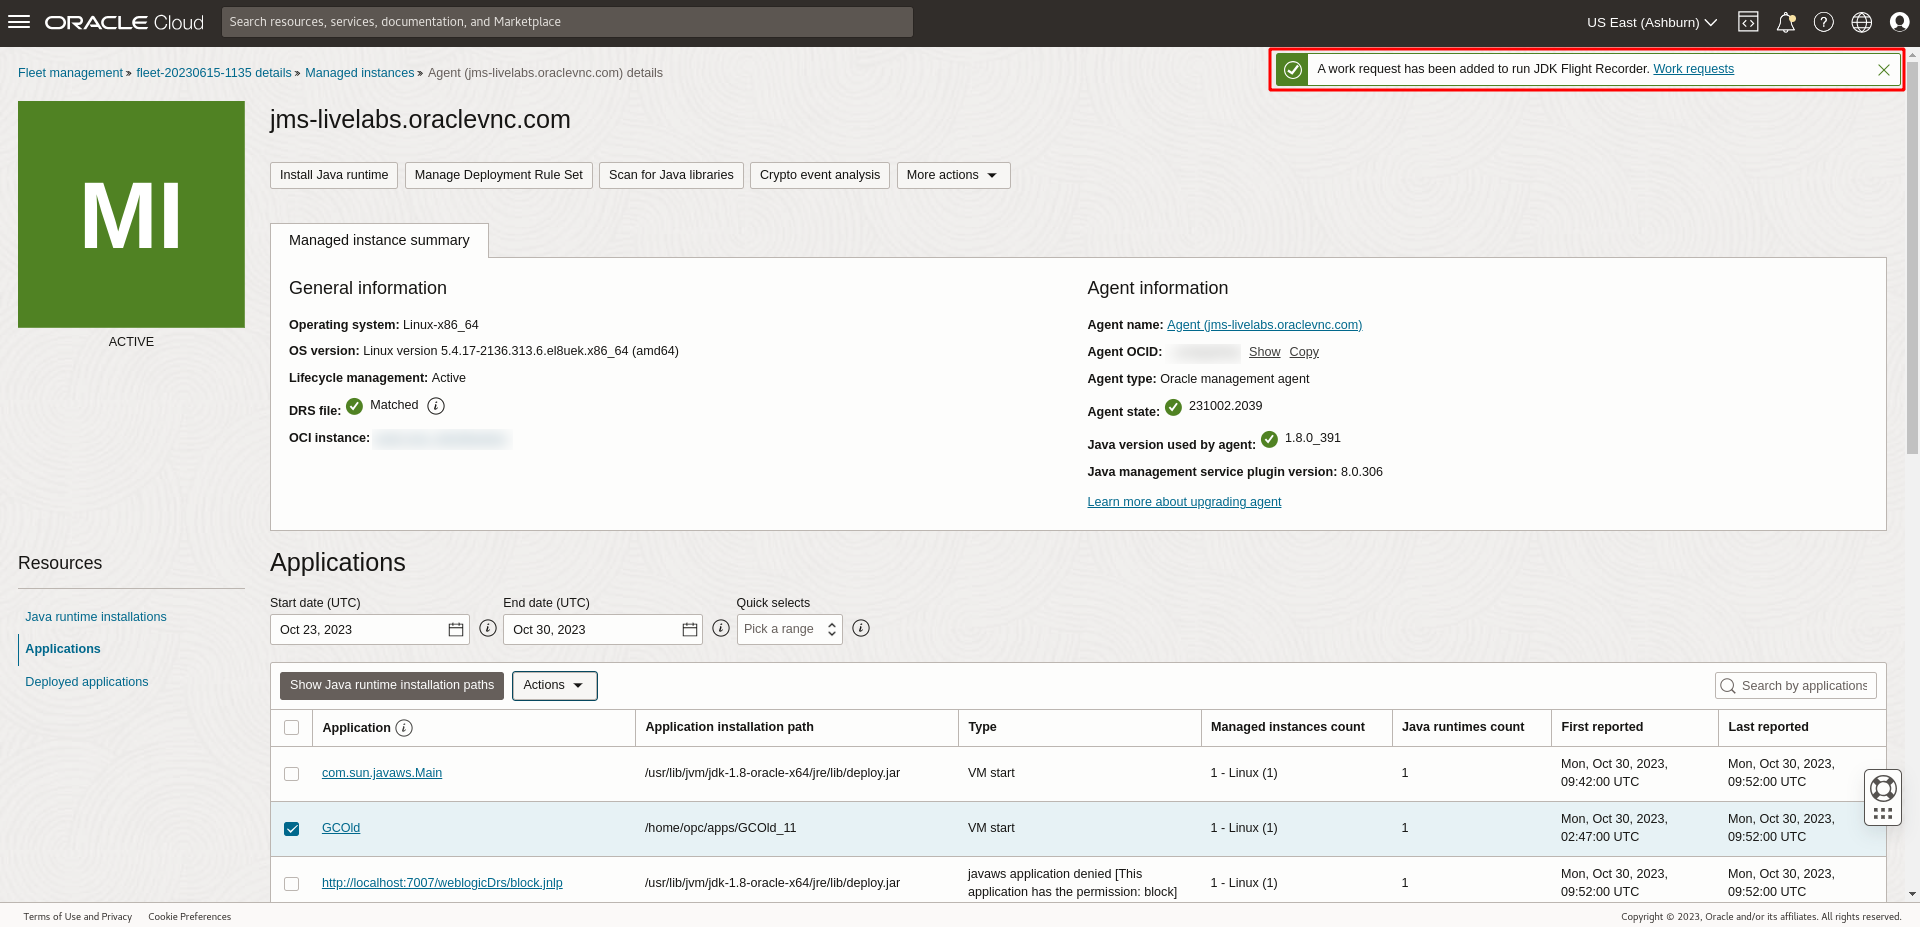 ORACLE Cloud
Search resources, services, documentation, and Marketplace
US East (Ashburn)
Fleet management » fleet-20230615-1135 details » Managed instances » Agent (jms-livelabs.oraclevnc.com) details
A work request has been added to run JDK Flight Recorder. Work requests
MI
ACTIVE
jms-livelabs.oraclevnc.com
Install Java runtime
Manage Deployment Rule Set
Scan for Java libraries
Crypto event analysis
More actions
Managed instance summary
General information
Operating system: Linux-x86_64
OS version: Linux version 5.4.17-2136.313.6.el8uek.x86_64 (amd64)
Lifecycle management: Active
DRS file: Matched
OCI instance:
Agent information
Agent name: Agent (jms-livelabs.oraclevnc.com)
Agent OCID: Show Copy
Agent type: Oracle management agent
Agent state: 231002.2039
Java version used by agent: 1.8.0_391
Java management service plugin version: 8.0.306
Learn more about upgrading agent
Resources
Java runtime installations
Applications
Deployed applications
Applications
Start date (UTC)
Oct 23, 2023
End date (UTC)
Oct 30, 2023
Quick selects
Pick a range
Show Java runtime installation paths
Actions
Search by applications
Application
Application installation path
Type
Managed instances count
Java runtimes count
First reported
Last reported
com.sun.javaws.Main
/usr/lib/jvm/jdk-1.8-oracle-x64/jre/lib/deploy.jar
VM start
1 - Linux (1)
1
Mon, Oct 30, 2023,
09:42:00 UTC
Mon, Oct 30, 2023,
09:52:00 UTC
GCOld
/home/opc/apps/GCOld_11
VM start
1 - Linux (1)
1
Mon, Oct 30, 2023,
02:47:00 UTC
Mon, Oct 30, 2023,
09:52:00 UTC
http://localhost:7007/weblogicDrs/block.jnlp
/usr/lib/jvm/jdk-1.8-oracle-x64/jre/lib/deploy.jar
javaws application denied [This
application has the permission: block]
1 - Linux (1)
1
Mon, Oct 30, 2023,
09:52:00 UTC
Mon, Oct 30, 2023,
09:52:00 UTC
Terms of Use and Privacy
Cookie Preferences
Copyright © 2023, Oracle and/or its affiliates. All rights reserved.